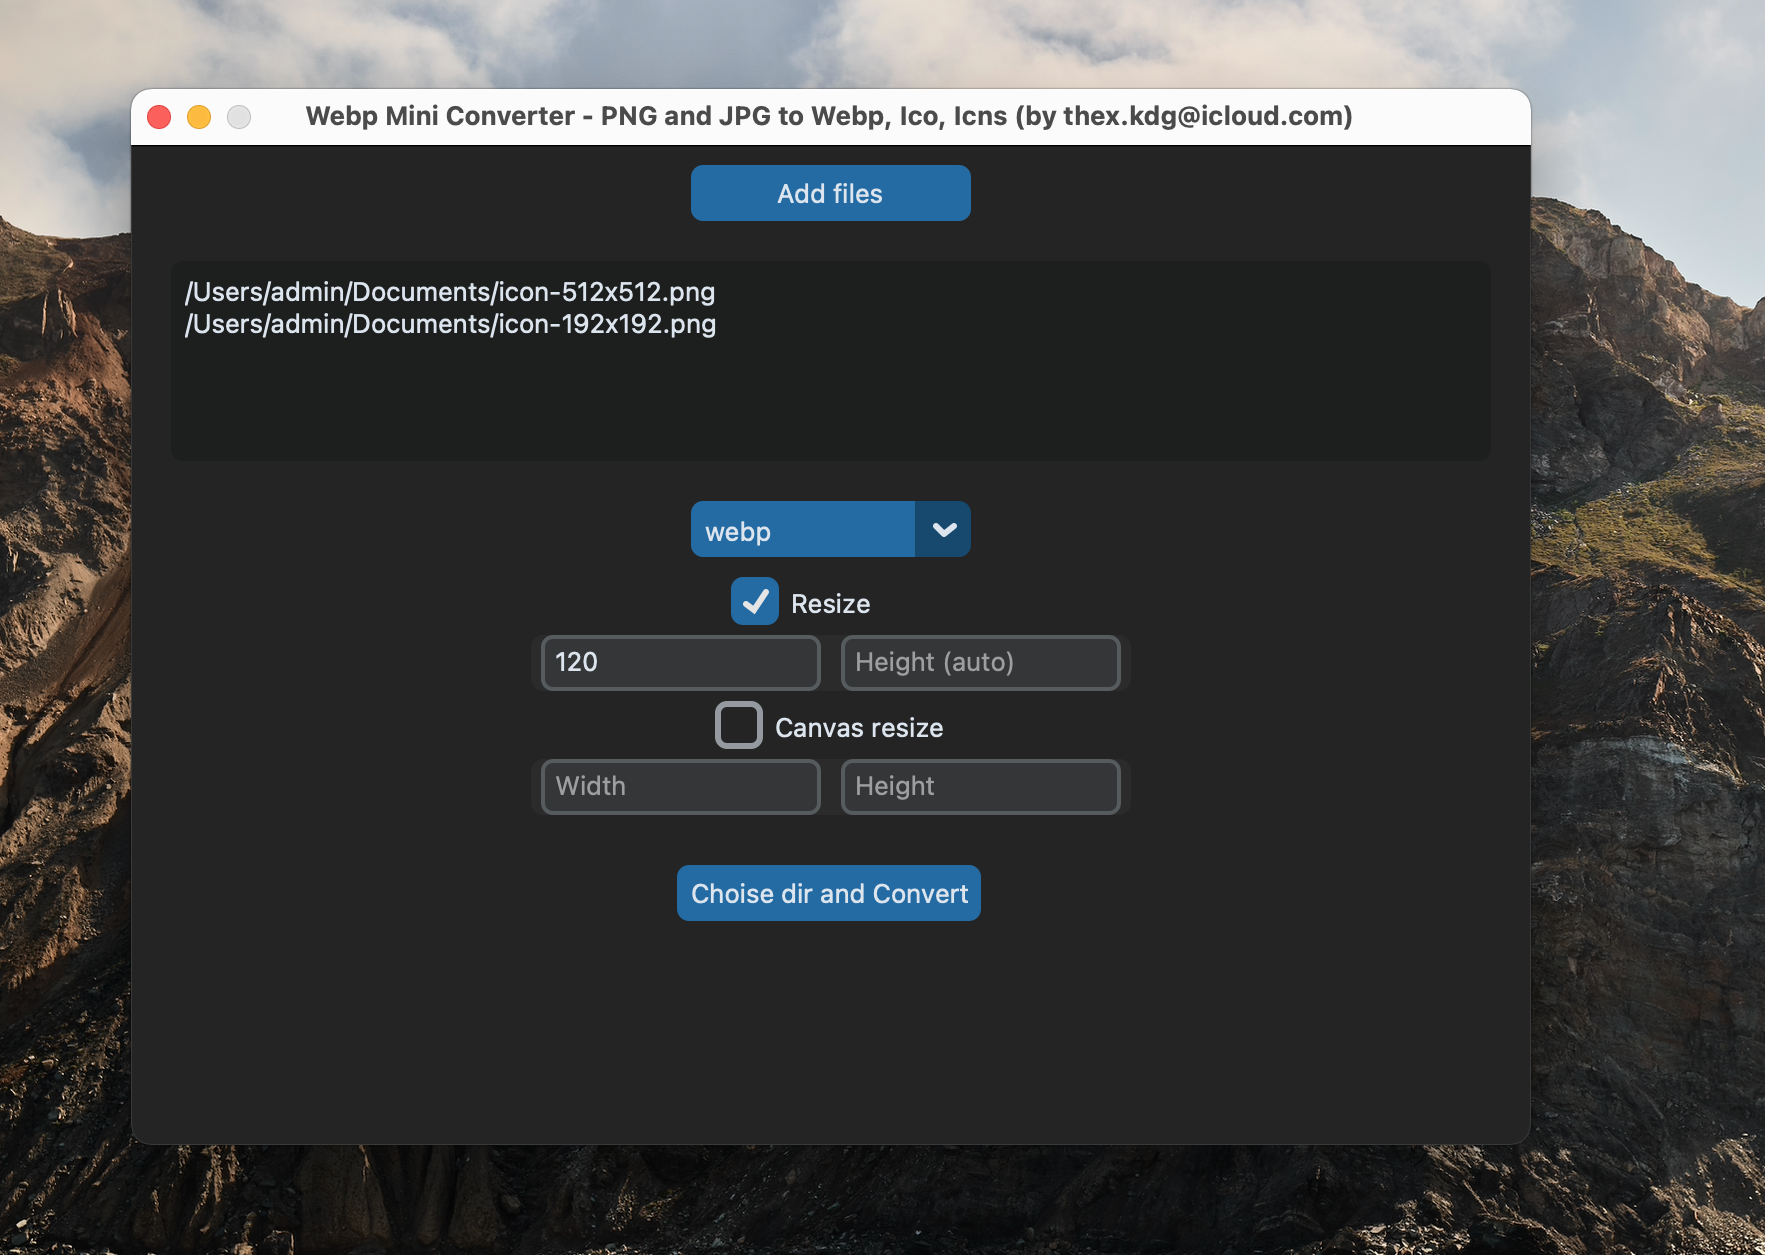 Webp Mini Converter - PNG and JPG to Webp, Ico, Icns (by thex.kdg@icloud.com)
Add files
/Users/admin/Documents/icon-512x512.png
/Users/admin/Documents/icon-192x192.png
webp
Resize
120 Height (auto)
Canvas resize
Width Height
Choise dir and Convert